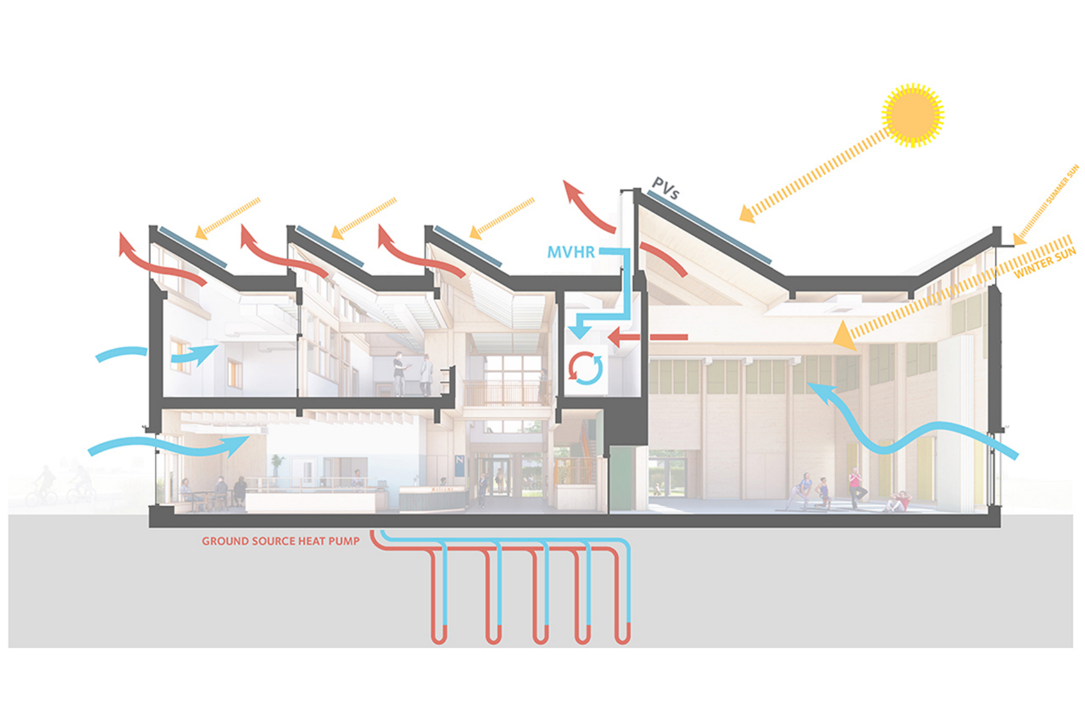 PVs
MVHR
SUMMER SUN
WINTER SUN
GROUND SOURCE HEAT PUMP